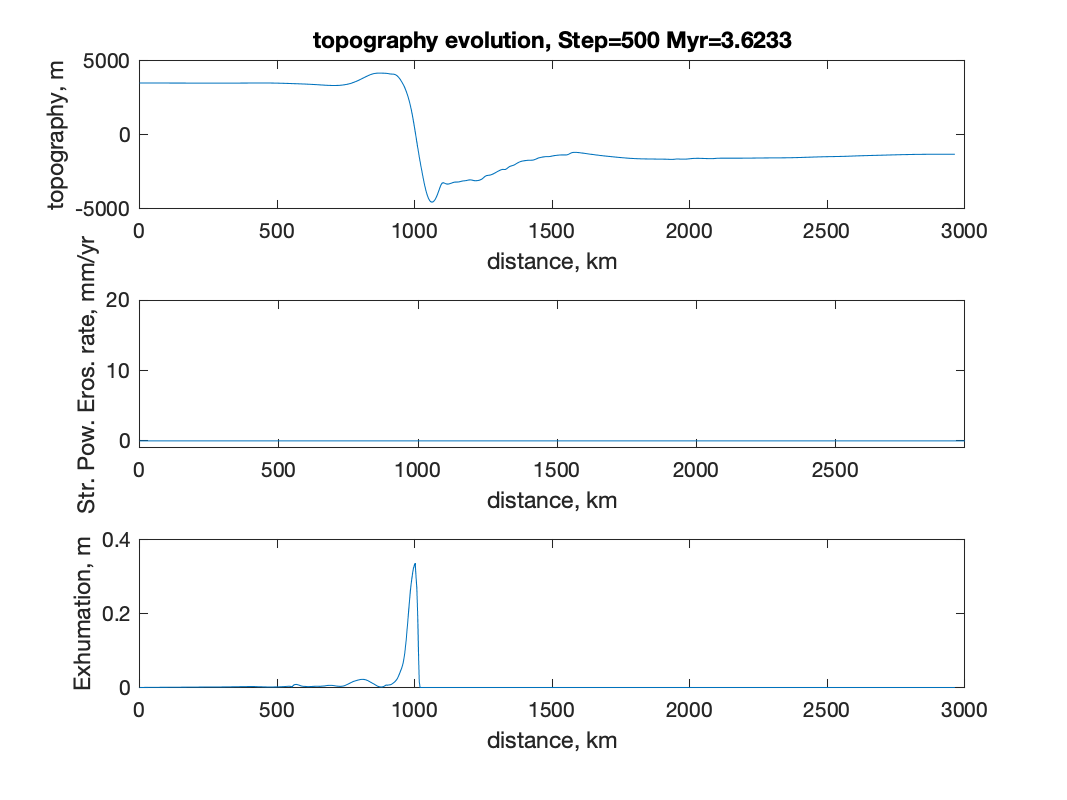 topography evolution, Step=500 Myr=3.6233
topography, m
5000
0
-5000
0 500 1000 1500 2000 2500 3000
distance, km
Str. Pow. Eros. rate, mm/yr
20
10
0
0 500 1000 1500 2000 2500
distance, km
Exhumation, m
0.4
0.2
0
0 500 1000 1500 2000 2500 3000
distance, km